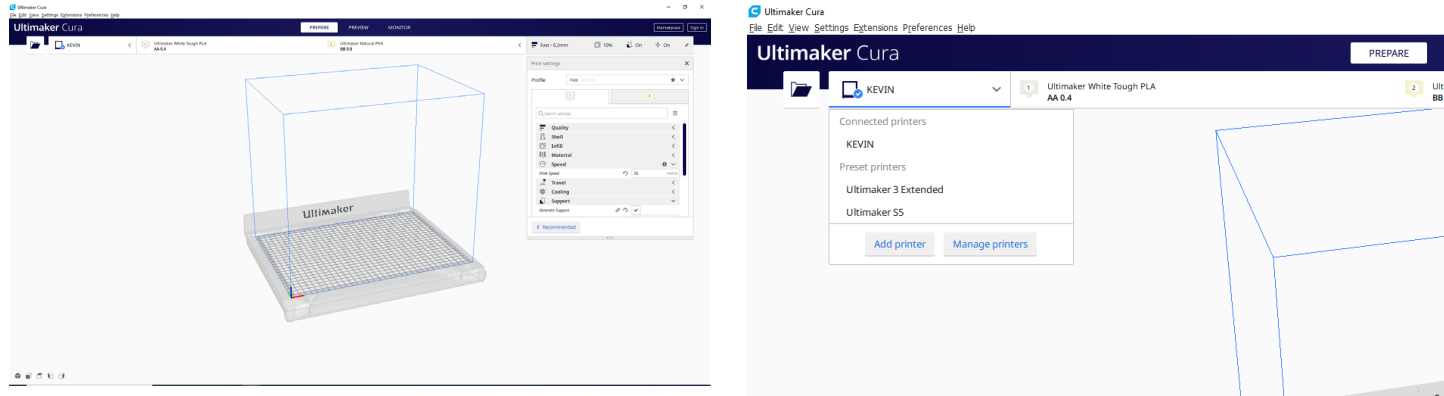 Ultimaker Cura
File Edit View Settings Extensions Preferences Help
Ultimaker Cura
PREPARE PREVIEW MONITOR
Marketplace Sign in
KEVIN
Ultimaker White Tough PLA
AA 0.4
Ultimaker Natural PVA
BB 0.8
Fast - 0.2mm 10% On On
Print settings
Profile Fast
Search settings
Quality
Shell
Infill
Material
Speed
Print Speed
Travel
Cooling
Support
Generate Support
Recommended
Ultimaker
Ultimaker Cura
File Edit View Settings Extensions Preferences Help
Ultimaker Cura
PREPARE
KEVIN
1 Ultimaker White Tough PLA
AA 0.4
2 Ult
BB
Connected printers
KEVIN
Preset printers
Ultimaker 3 Extended
Ultimaker S5
Add printer Manage printers